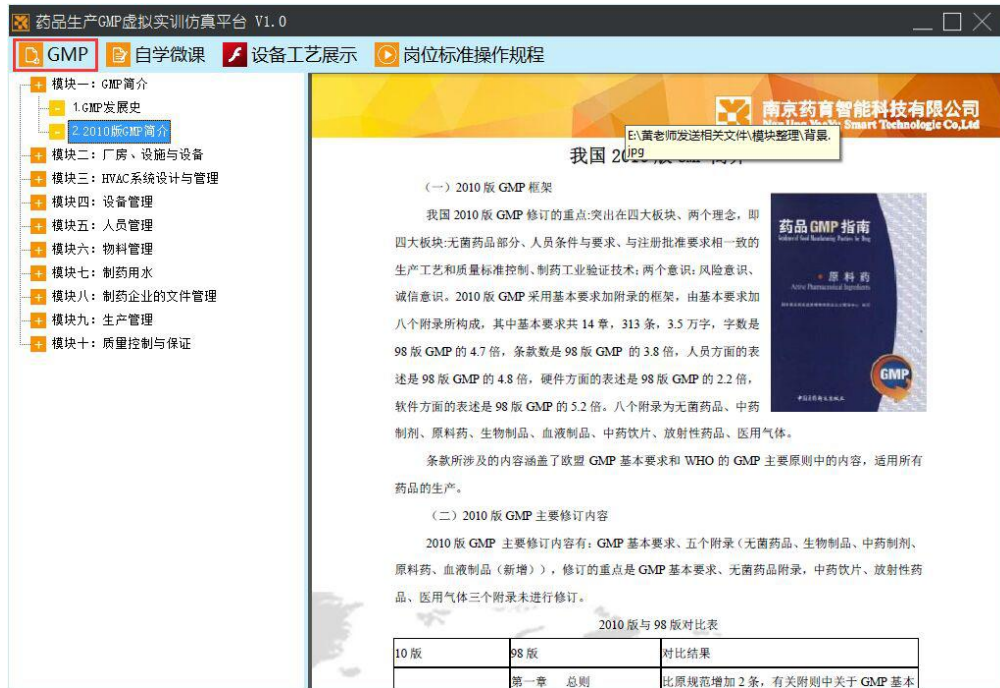 药品生产GMP虚拟实训仿真平台 V1.0
GMP 自学微课 设备工艺展示 岗位标准操作规程
模块一：GMP简介
1.GMP发展史
2.2010版GMP简介
模块二：厂房、设施与设备
模块三：HVAC系统设计与管理
模块四：设备管理
模块五：人员管理
模块六：物料管理
模块七：制药用水
模块八：制药企业的文件管理
模块九：生产管理
模块十：质量控制与保证
南京药育智能科技有限公司
Smart Technologie Co,Ltd
E:\黄老师发送相关文件\模块整理\背景.
jpg
我国 20
（一）2010 版 GMP 框架
我国 2010 版 GMP 修订的重点:突出在四大板块、两个理念，即
四大板块:无菌药品部分、人员条件与要求、与注册批准要求相一致的
生产工艺和质量标准控制、制药工业验证技术；两个意识：风险意识、
诚信意识。2010 版 GMP 采用基本要求加附录的框架，由基本要求加
八个附录所构成，其中基本要求共 14 章，313 条，3.5 万字，字数是
98 版 GMP 的 4.7 倍，条款数是 98 版 GMP 的 3.8 倍，人员方面的表
述是 98 版 GMP 的 4.8 倍，硬件方面的表述是 98 版 GMP 的 2.2 倍，
软件方面的表述是 98 版 GMP 的 5.2 倍。八个附录为无菌药品、中药
制剂、原料药、生物制品、血液制品、中药饮片、放射性药品、医用气体。
药品GMP指南
原料药
Active Pharmaceutical Ingredients
GMP
中国医药科技出版社
条款所涉及的内容涵盖了欧盟 GMP 基本要求和 WHO 的 GMP 主要原则中的内容，适用所有
药品的生产。
（二）2010 版 GMP 主要修订内容
2010 版 GMP 主要修订内容有：GMP 基本要求、五个附录（无菌药品、生物制品、中药制剂、
原料药、血液制品（新增）），修订的重点是 GMP 基本要求、无菌药品附录，中药饮片、放射性药
品、医用气体三个附录未进行修订。
2010 版与 98 版对比表
10 版 98 版 对比结果
第一章 总则 比原规范增加 2 条，有关附则中关于 GMP 基本